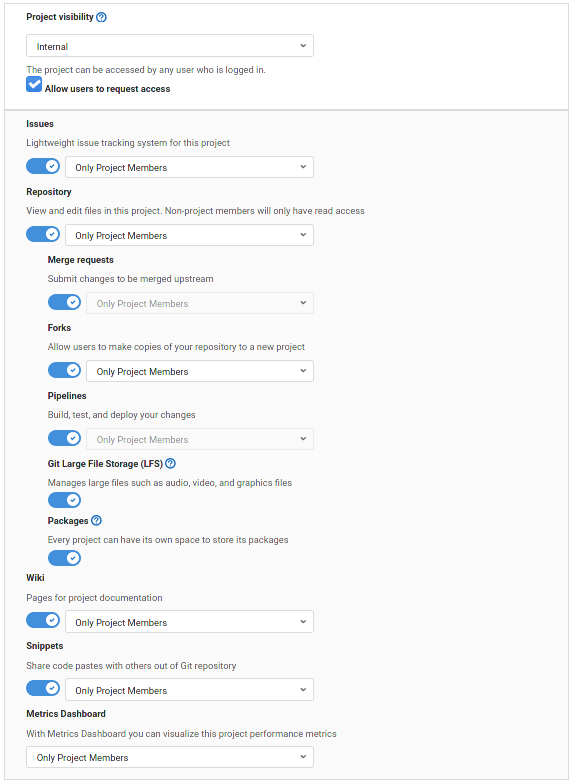 Project visibility
Internal
The project can be accessed by any user who is logged in.
Allow users to request access
Issues
Lightweight issue tracking system for this project
Only Project Members
Repository
View and edit files in this project. Non-project members will only have read access
Only Project Members
Merge requests
Submit changes to be merged upstream
Only Project Members
Forks
Allow users to make copies of your repository to a new project
Only Project Members
Pipelines
Build, test, and deploy your changes
Only Project Members
Git Large File Storage (LFS)
Manages large files such as audio, video, and graphics files
Packages
Every project can have its own space to store its packages
Wiki
Pages for project documentation
Only Project Members
Snippets
Share code pastes with others out of Git repository
Only Project Members
Metrics Dashboard
With Metrics Dashboard you can visualize this project performance metrics
Only Project Members